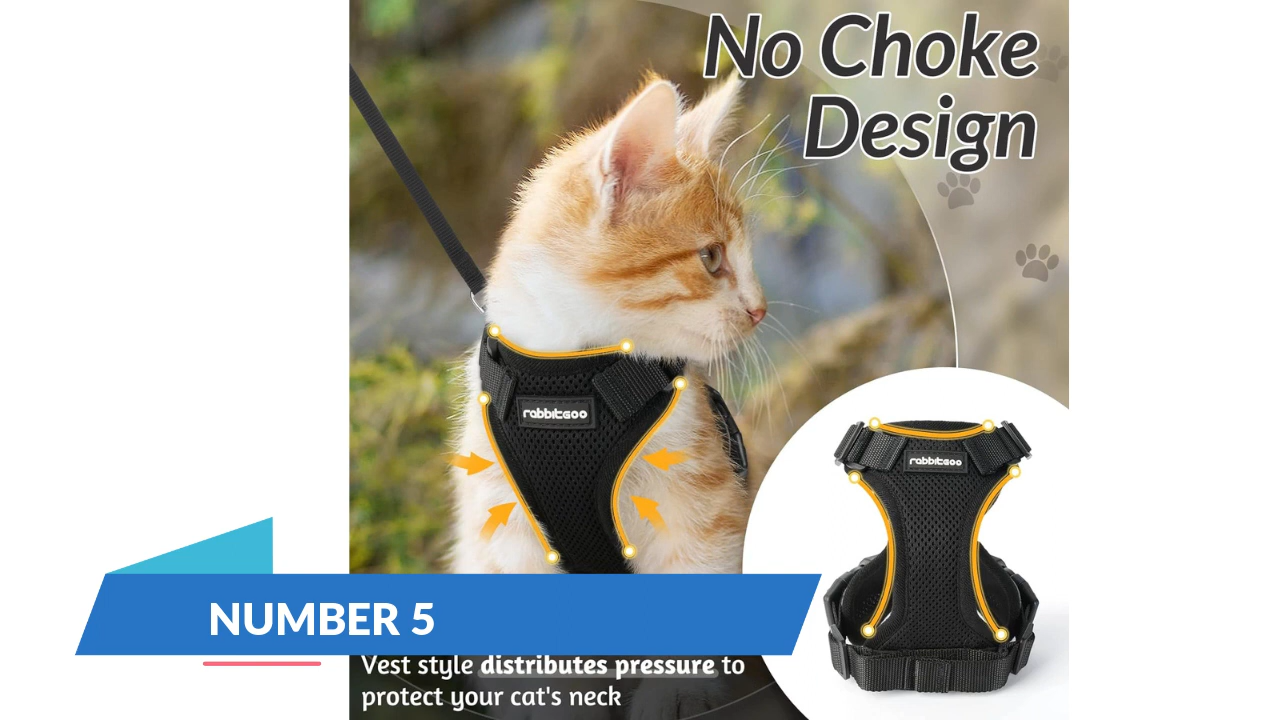 No Choke
Design
rabbitgoo
rabbitgoo
NUMBER 5
Vest style distributes pressure to
protect your cat's neck